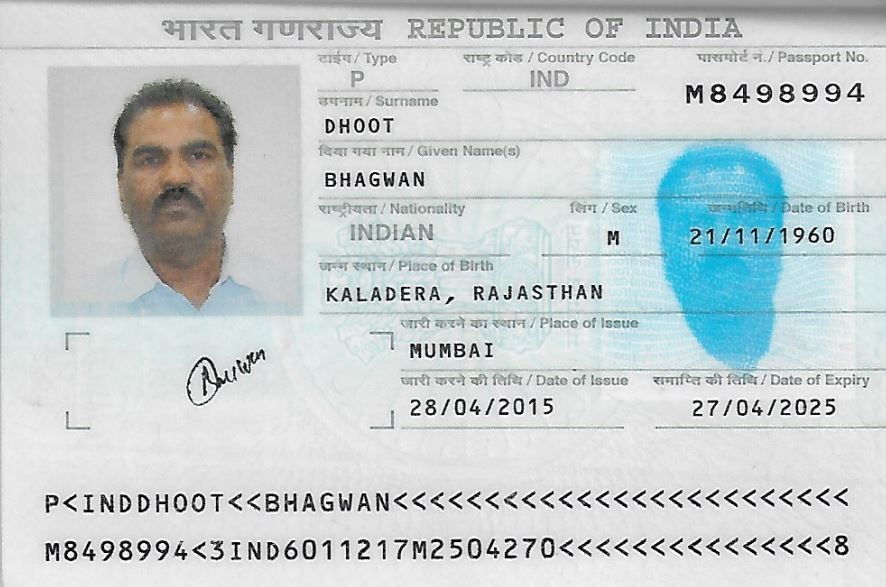 भारत गणराज्य REPUBLIC OF INDIA
टाईप / Type राष्ट्र कोड / Country Code पासपोर्ट नं. / Passport No.
P IND M8498994
उपनाम / Surname
DHOOT
दिया गया नाम / Given Name(s)
BHAGWAN
राष्ट्रीयता / Nationality लिंग / Sex जन्मतिथि / Date of Birth
INDIAN M 21/11/1960
जन्म स्थान / Place of Birth
KALADERA, RAJASTHAN
जारी करने का स्थान / Place of Issue
MUMBAI
जारी करने की तिथि / Date of Issue समाप्ति की तिथि / Date of Expiry
28/04/2015 27/04/2025
P<INDDHOOT<<BHAGWAN<<<<<<<<<<<<<<<<<<<<<<<<<
M8498994<3IND6011217M2504270<<<<<<<<<<<<<<<8